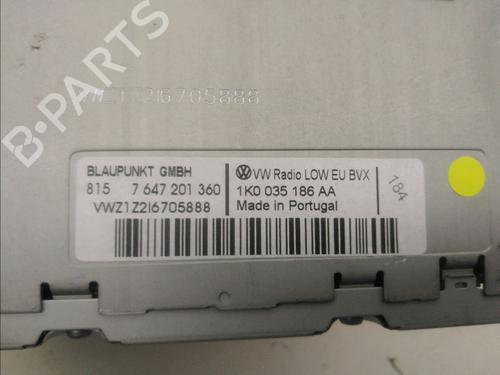 VWZ1Z2I6705888
BLAUPUNKT GMBH
815 7 647 201 360
VWZ1Z2I6705888
VW Radio LOW EU BVX
1K0 035 186 AA
Made in Portugal
18A
B-PARTS